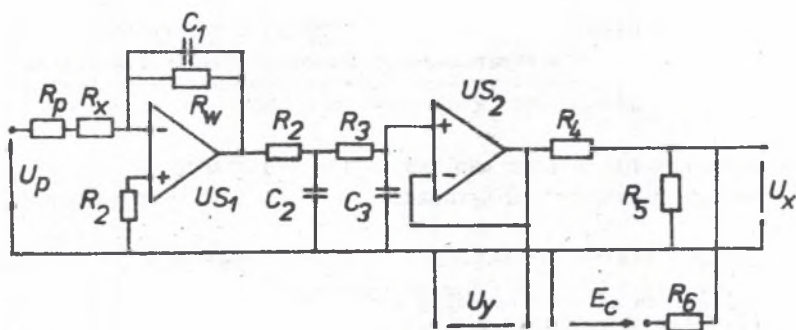 C1
Rp Rx Rw US2
R2 R3 R4
Up R2 US1 C2 C3 R5 Ux
Uy Ec R6
- +
+ -